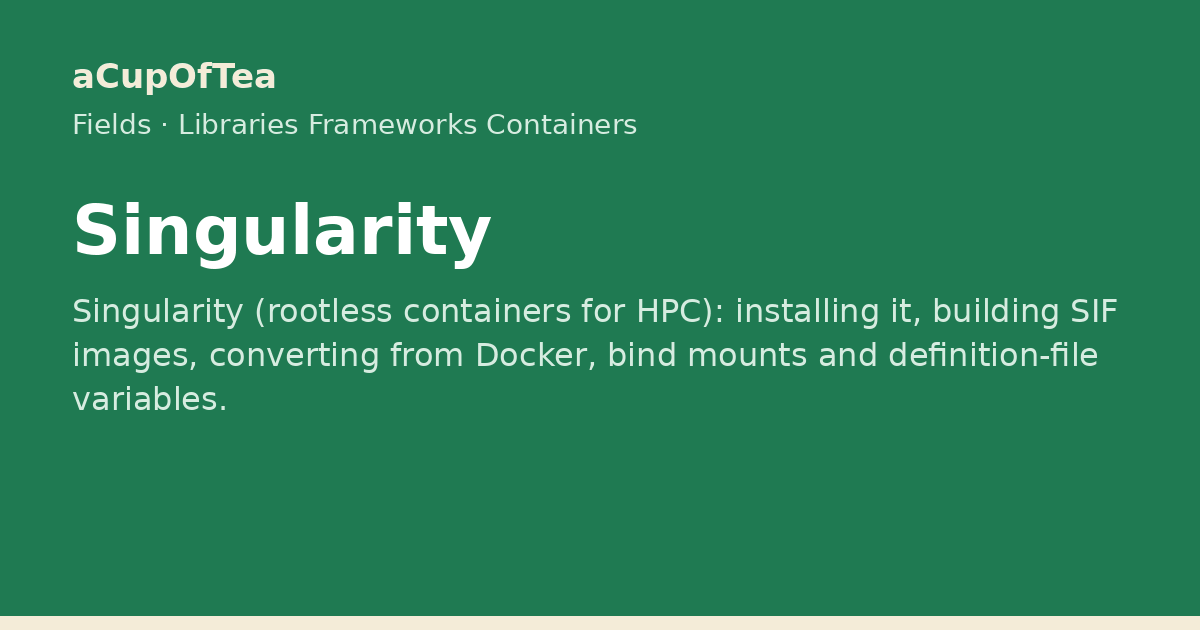 aCupOfTea
Fields · Libraries Frameworks Containers
Singularity
Singularity (rootless containers for HPC): installing it, building SIF
images, converting from Docker, bind mounts and definition-file
variables.